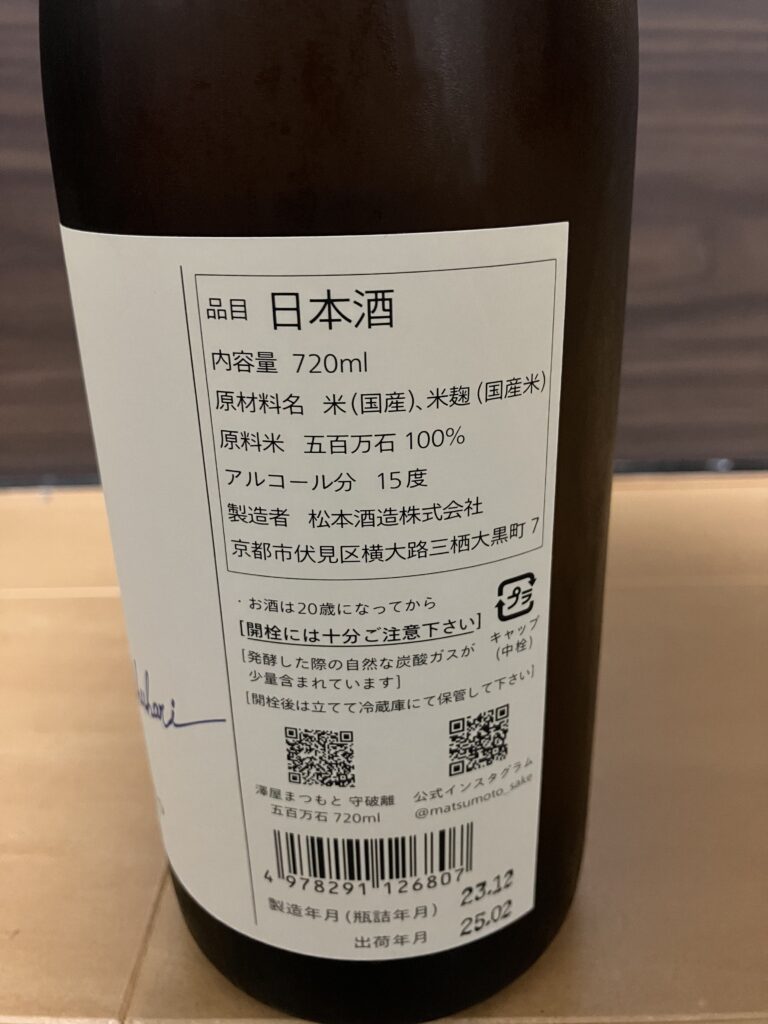 品目 日本酒
内容量 720ml
原材料名 米(国産)、米麹(国産米)
原料米 五百万石 100%
アルコール分 15度
製造者 松本酒造株式会社
京都市伏見区横大路三栖大黒町 7
・お酒は20歳になってから
[開栓には十分ご注意下さい]
[発酵した際の自然な炭酸ガスが
少量含まれています]
[開栓後は立てて冷蔵庫にて保管して下さい]
プラ
キャップ
(中栓)
澤屋まつもと 守破離
五百万石 720ml
公式インスタグラム
@matsumoto_sake
4 978291 126807
製造年月(瓶詰年月) 23.12
出荷年月 25.02